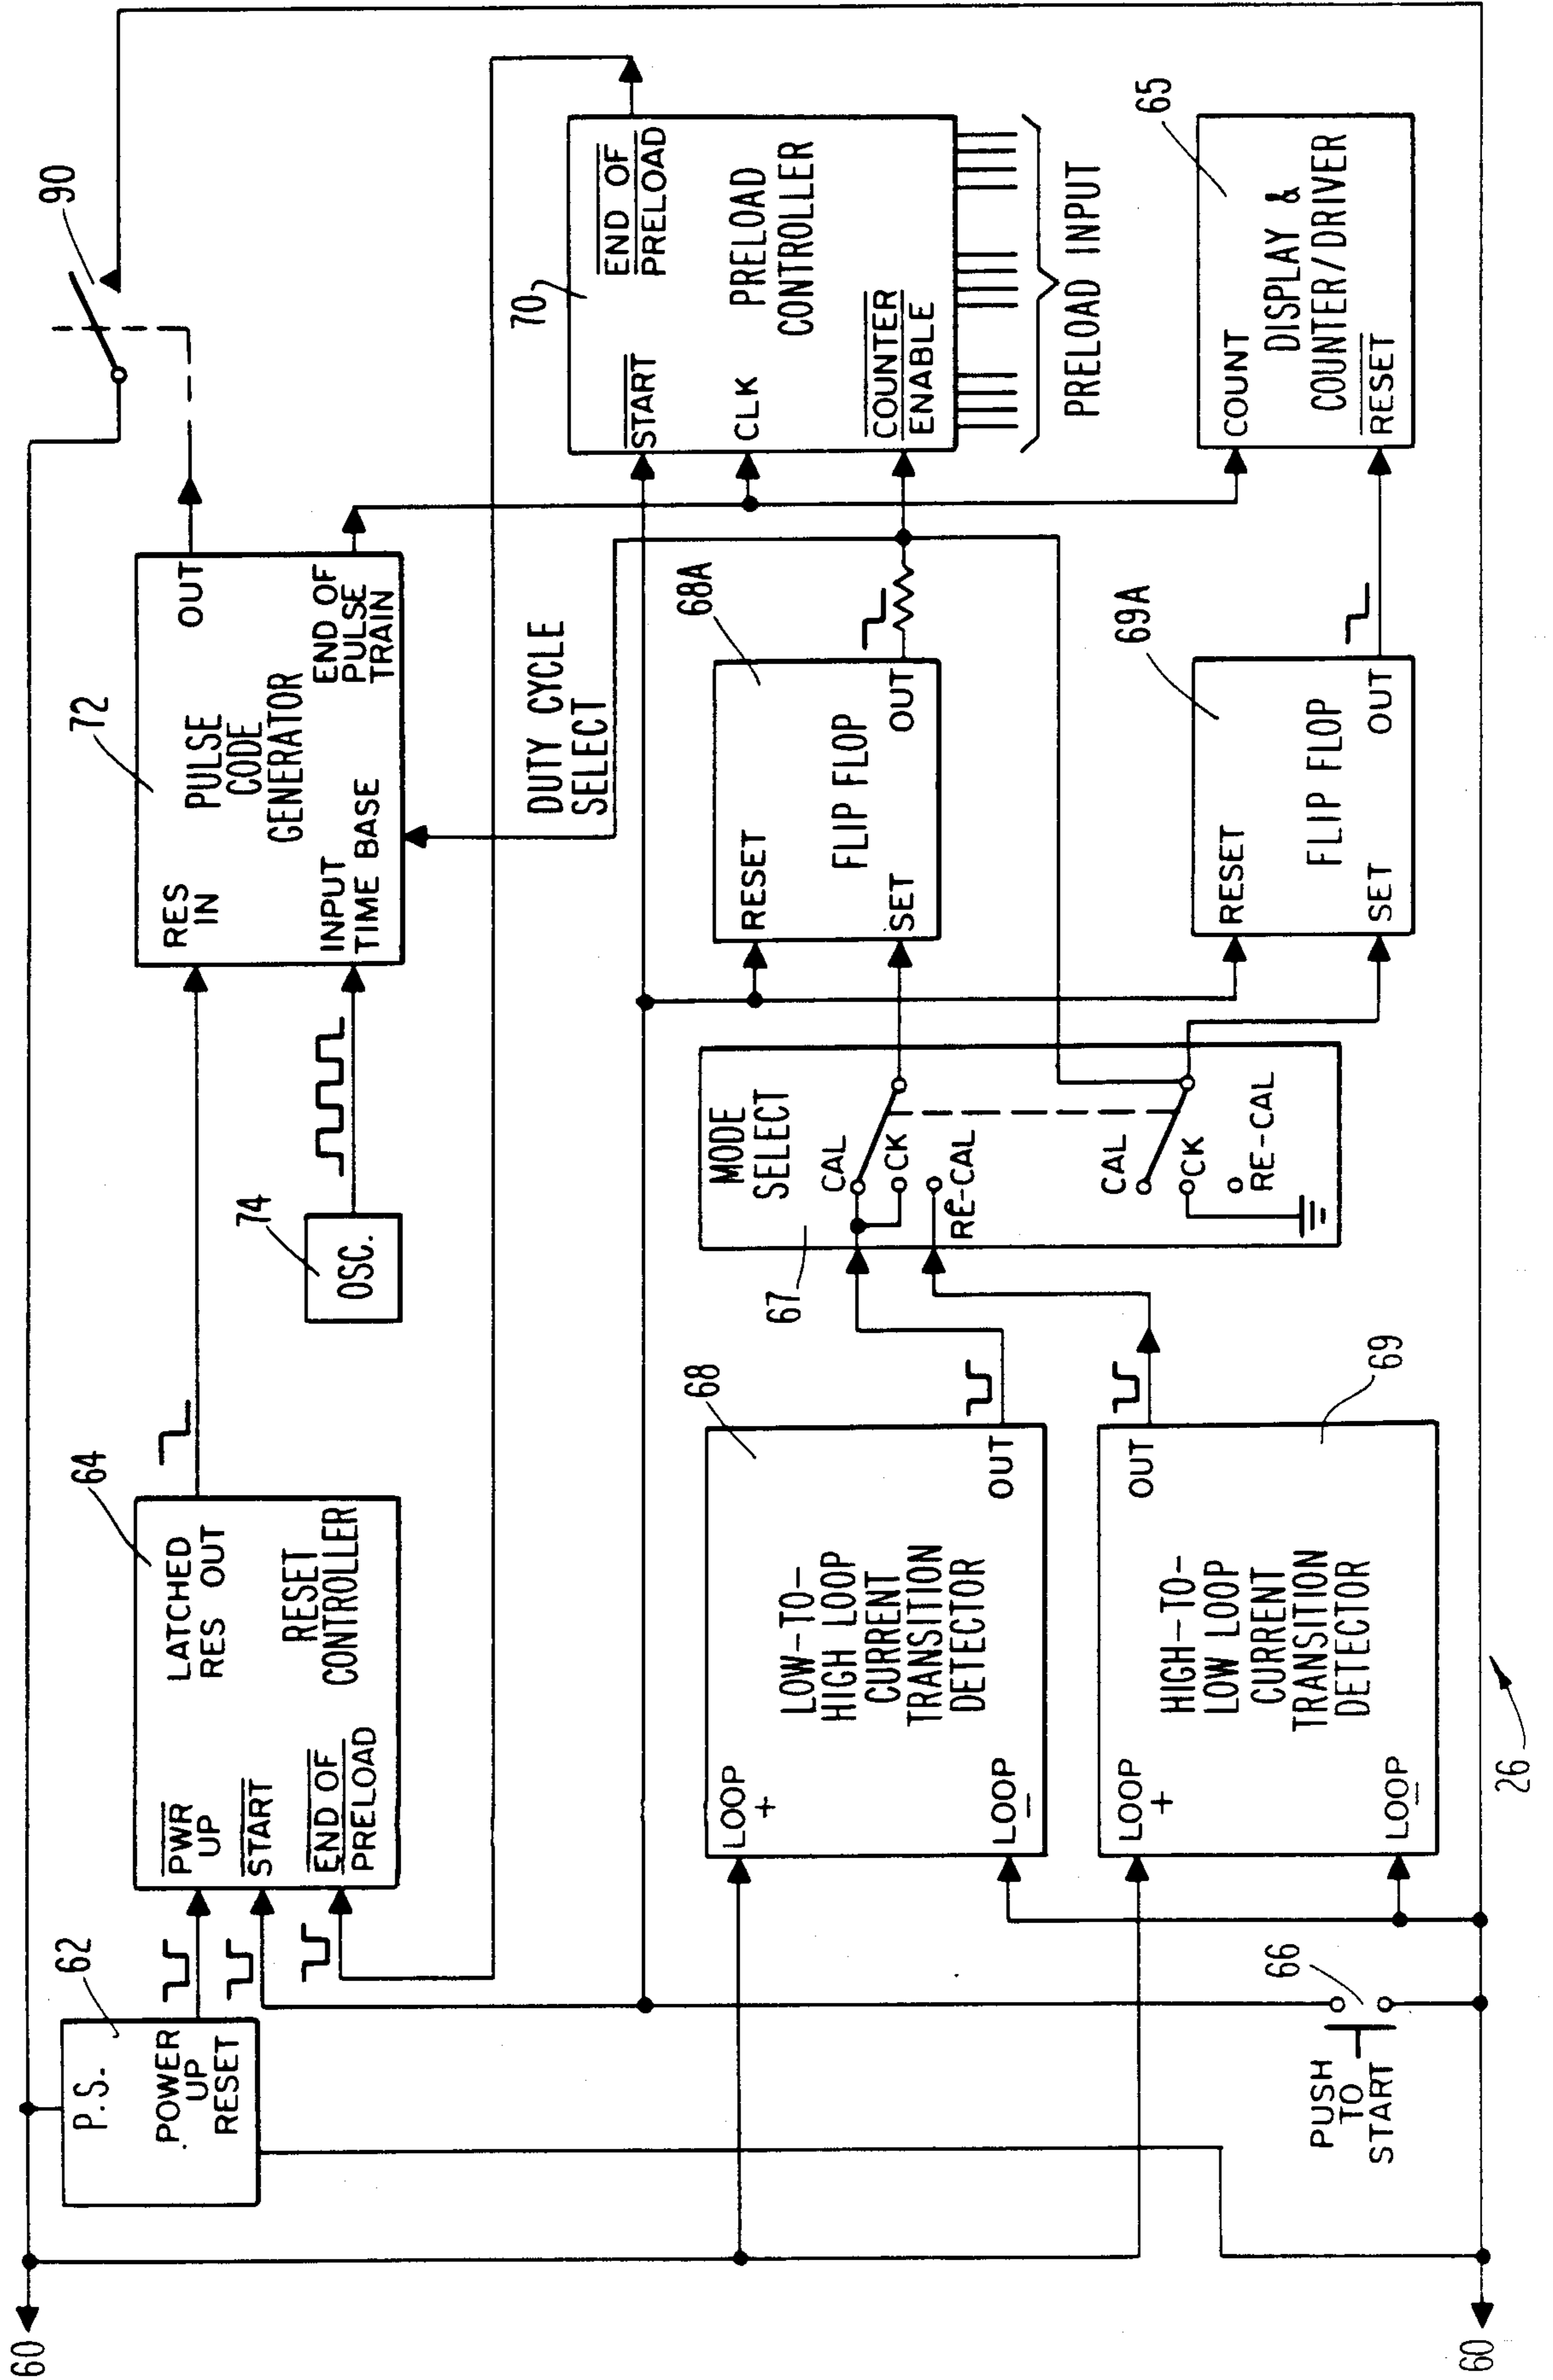 60
62
P.S.
POWER
UP
RESET
64
LATCHED
RES OUT
PWR
UP
START
RESET
CONTROLLER
END OF
PRELOAD
74
OSC.
72
RES
IN
PULSE
CODE
GENERATOR
OUT
INPUT
TIME BASE
END OF
PULSE
TRAIN
90
DUTY CYCLE
SELECT
70
START
END OF
PRELOAD
CLK
PRELOAD
CONTROLLER
COUNTER
ENABLE
PRELOAD INPUT
68
LOOP
+
LOW-TO-
HIGH LOOP
CURRENT
TRANSITION
DETECTOR
LOOP
–
OUT
67
MODE
SELECT
CAL
CK
RE-CAL
CAL
CK
RE-CAL
68A
RESET
FLIP FLOP
SET
OUT
69
LOOP
+
OUT
HIGH-TO-
LOW LOOP
CURRENT
TRANSITION
DETECTOR
LOOP
–
69A
RESET
FLIP FLOP
SET
OUT
65
COUNT
DISPLAY &
COUNTER/DRIVER
RESET
66
PUSH
TO
START
26
60